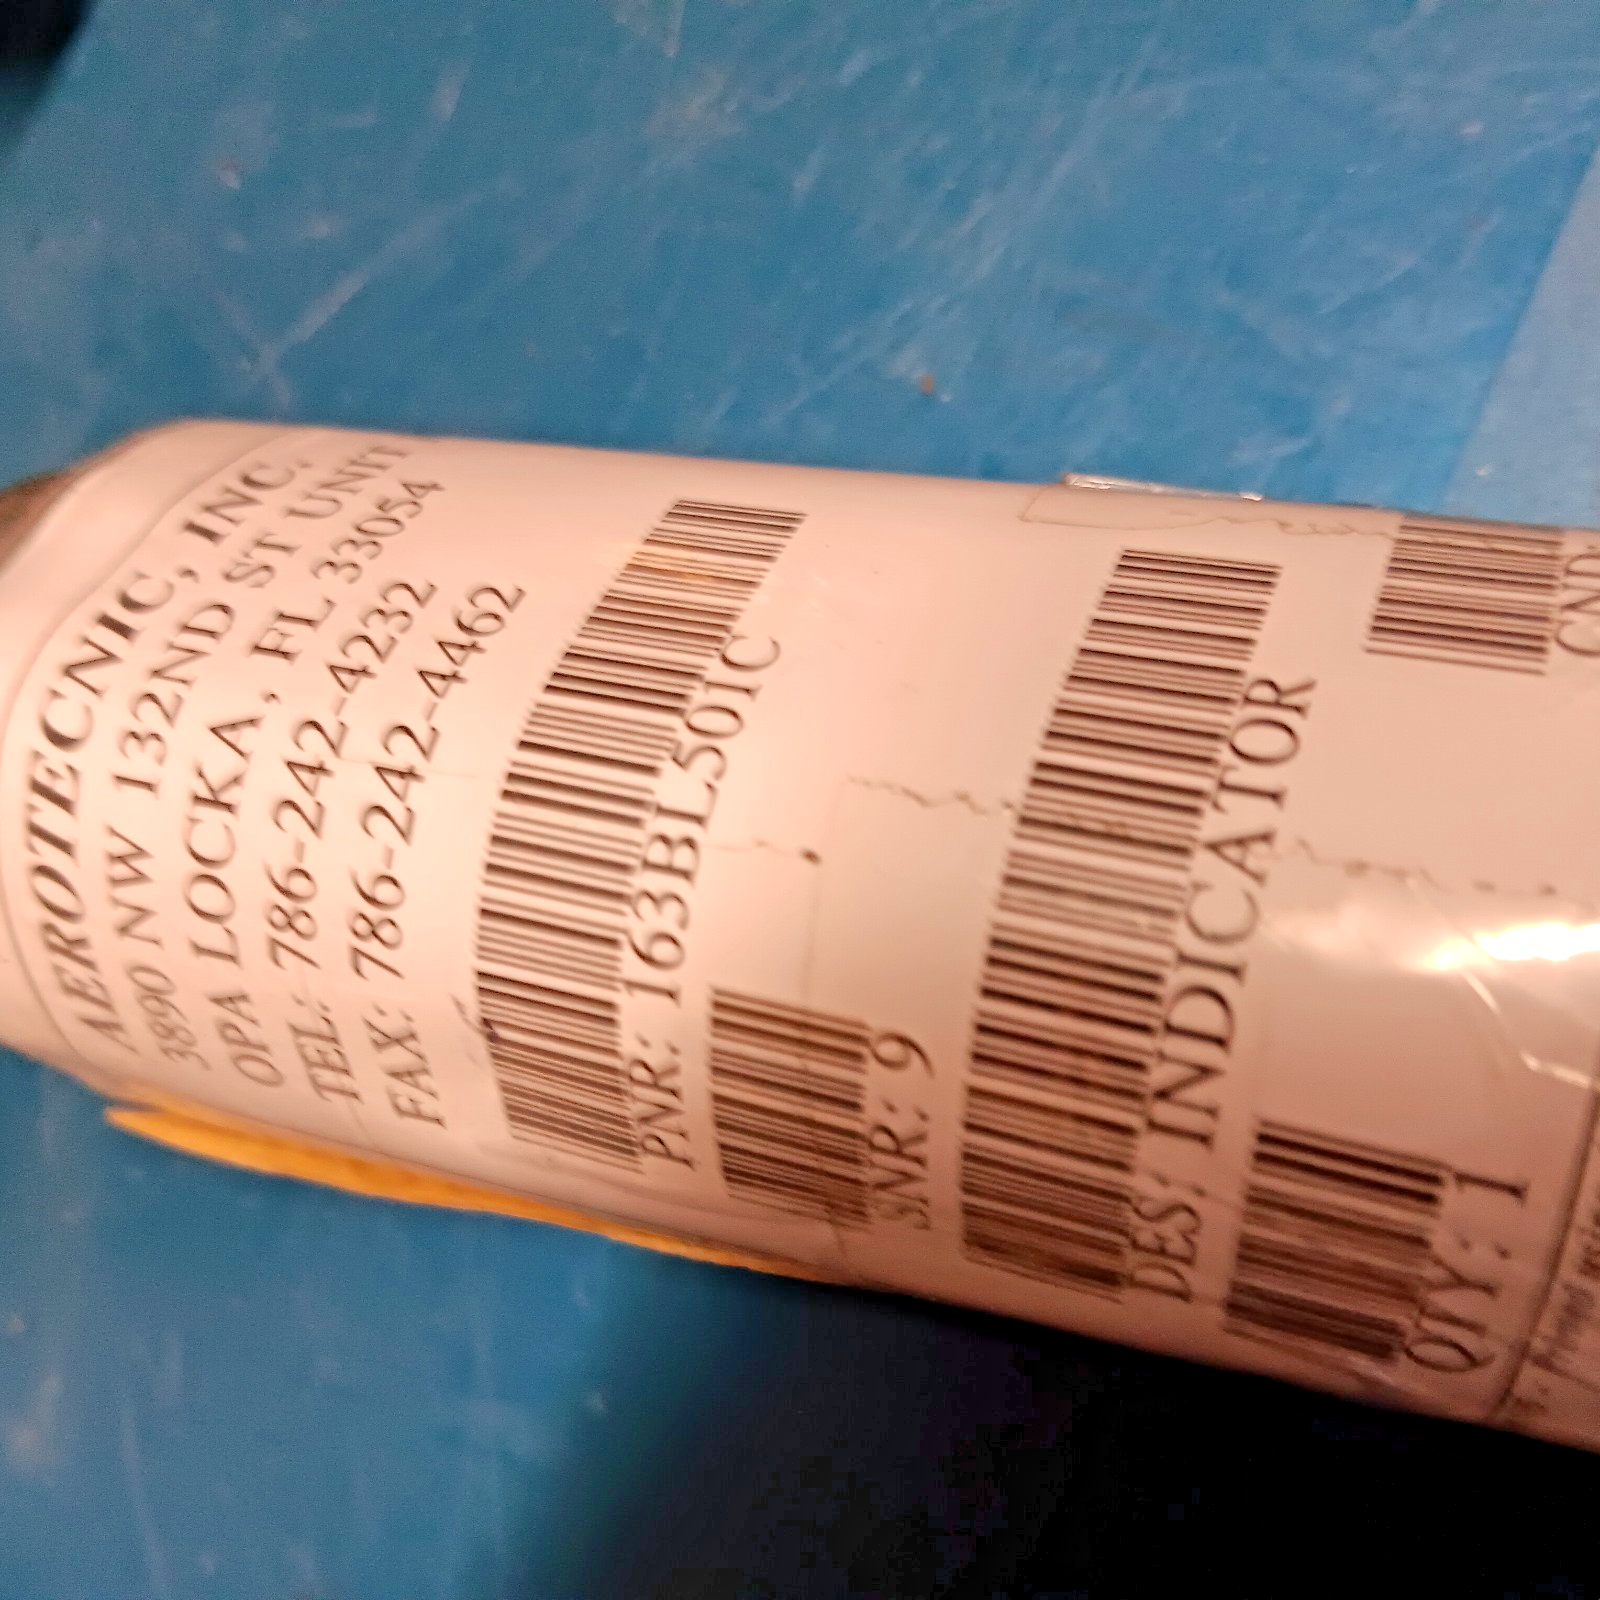 AEROTECNIC, INC.
3890 NW 132ND ST UNIT
OPA LOCKA, FL 33054
TEL: 786-242-4232
FAX: 786-242-4462
PNR: 163BL501C
SNR: 9
DES: INDICATOR
QTY: 1
CND: